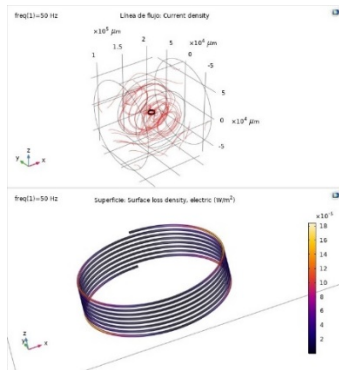 freq(1)=50 Hz Línea de flujo: Current density
×10⁵ µm
2
1.5
1
5
0
×10⁴ µm
-5
5
0
×10⁴ µm
-5
z
y x
freq(1)=50 Hz Superficie: Surface loss density, electric (W/m²)
18
16
14
12
10
8
6
4
2
z
y x